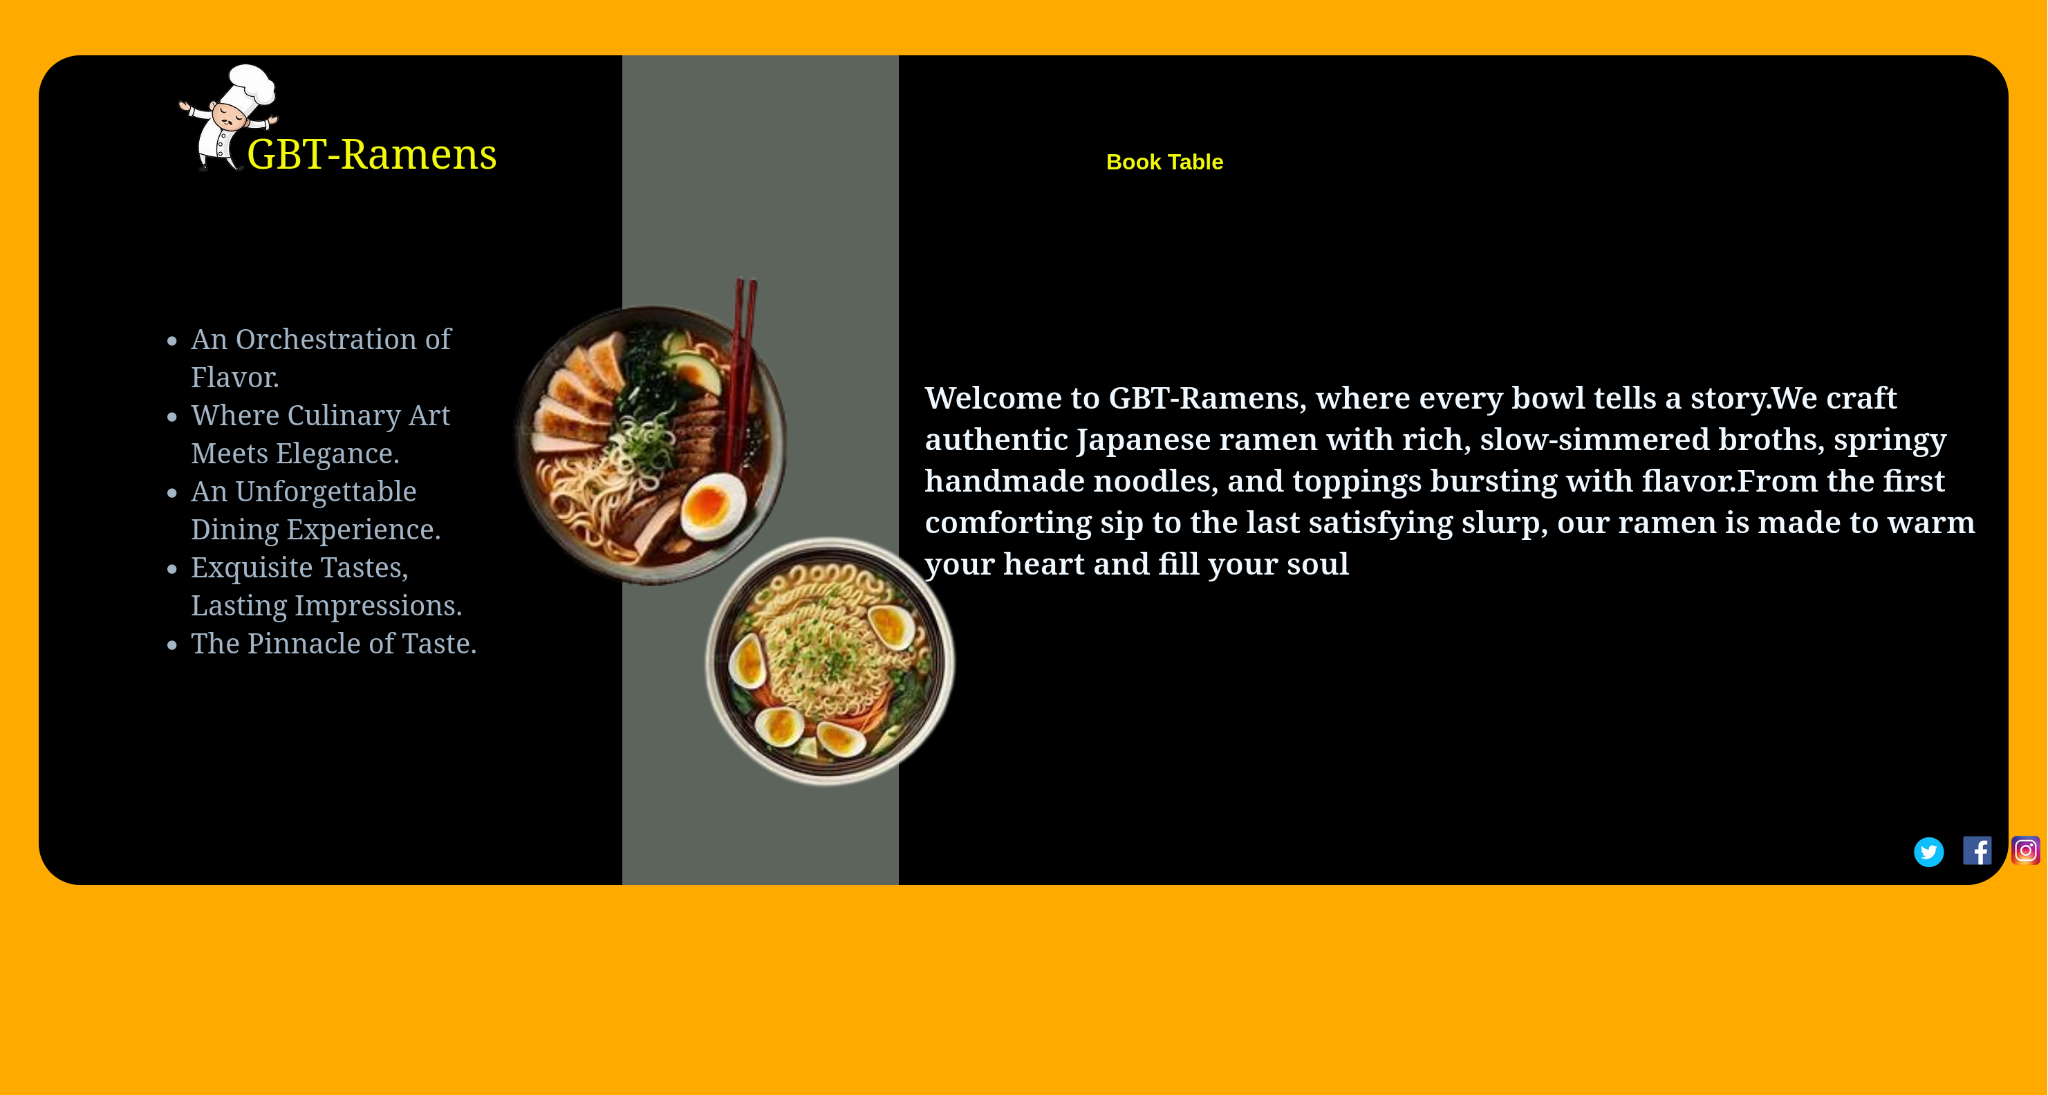 GBT-Ramens
Book Table
An Orchestration of
Flavor.
Where Culinary Art
Meets Elegance.
An Unforgettable
Dining Experience.
Exquisite Tastes,
Lasting Impressions.
The Pinnacle of Taste.
Welcome to GBT-Ramens, where every bowl tells a story.We craft
authentic Japanese ramen with rich, slow-simmered broths, springy
handmade noodles, and toppings bursting with flavor.From the first
comforting sip to the last satisfying slurp, our ramen is made to warm
your heart and fill your soul